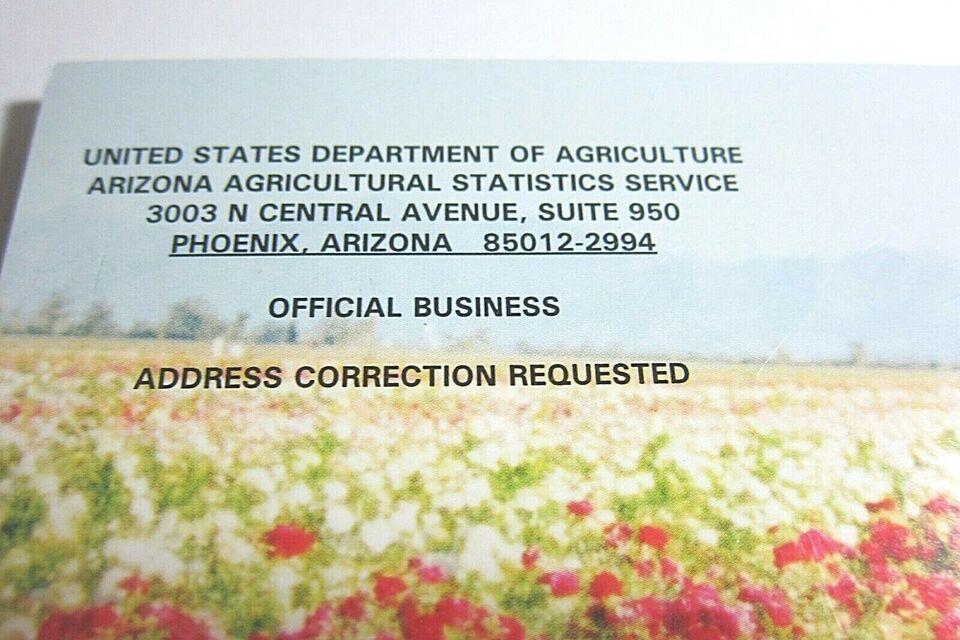 UNITED STATES DEPARTMENT OF AGRICULTURE
ARIZONA AGRICULTURAL STATISTICS SERVICE
3003 N CENTRAL AVENUE, SUITE 950
PHOENIX, ARIZONA 85012-2994
OFFICIAL BUSINESS
ADDRESS CORRECTION REQUESTED